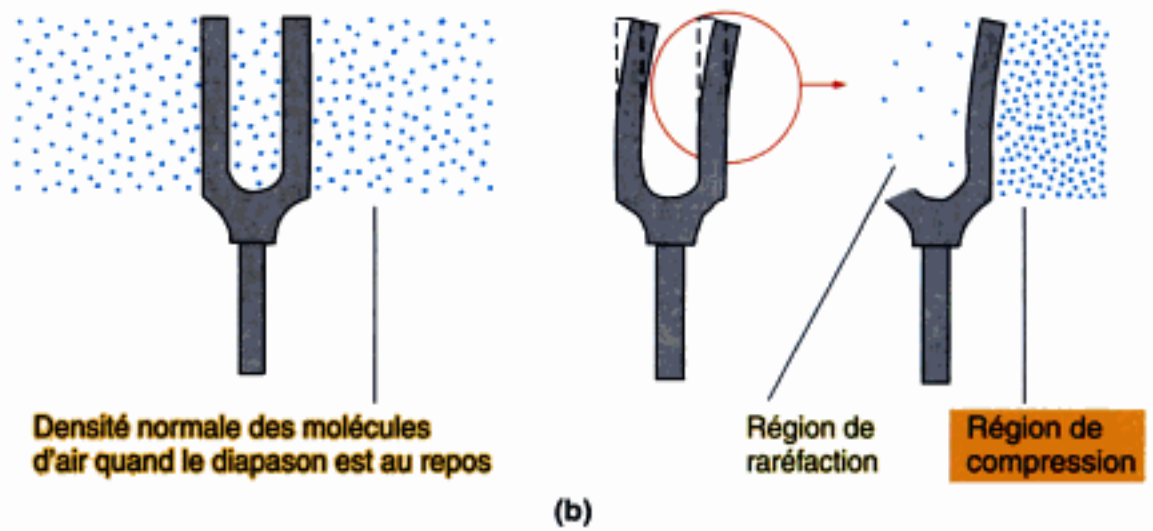 Densité normale des molécules
d'air quand le diapason est au repos
Région de
raréfaction
Région de
compression
(b)